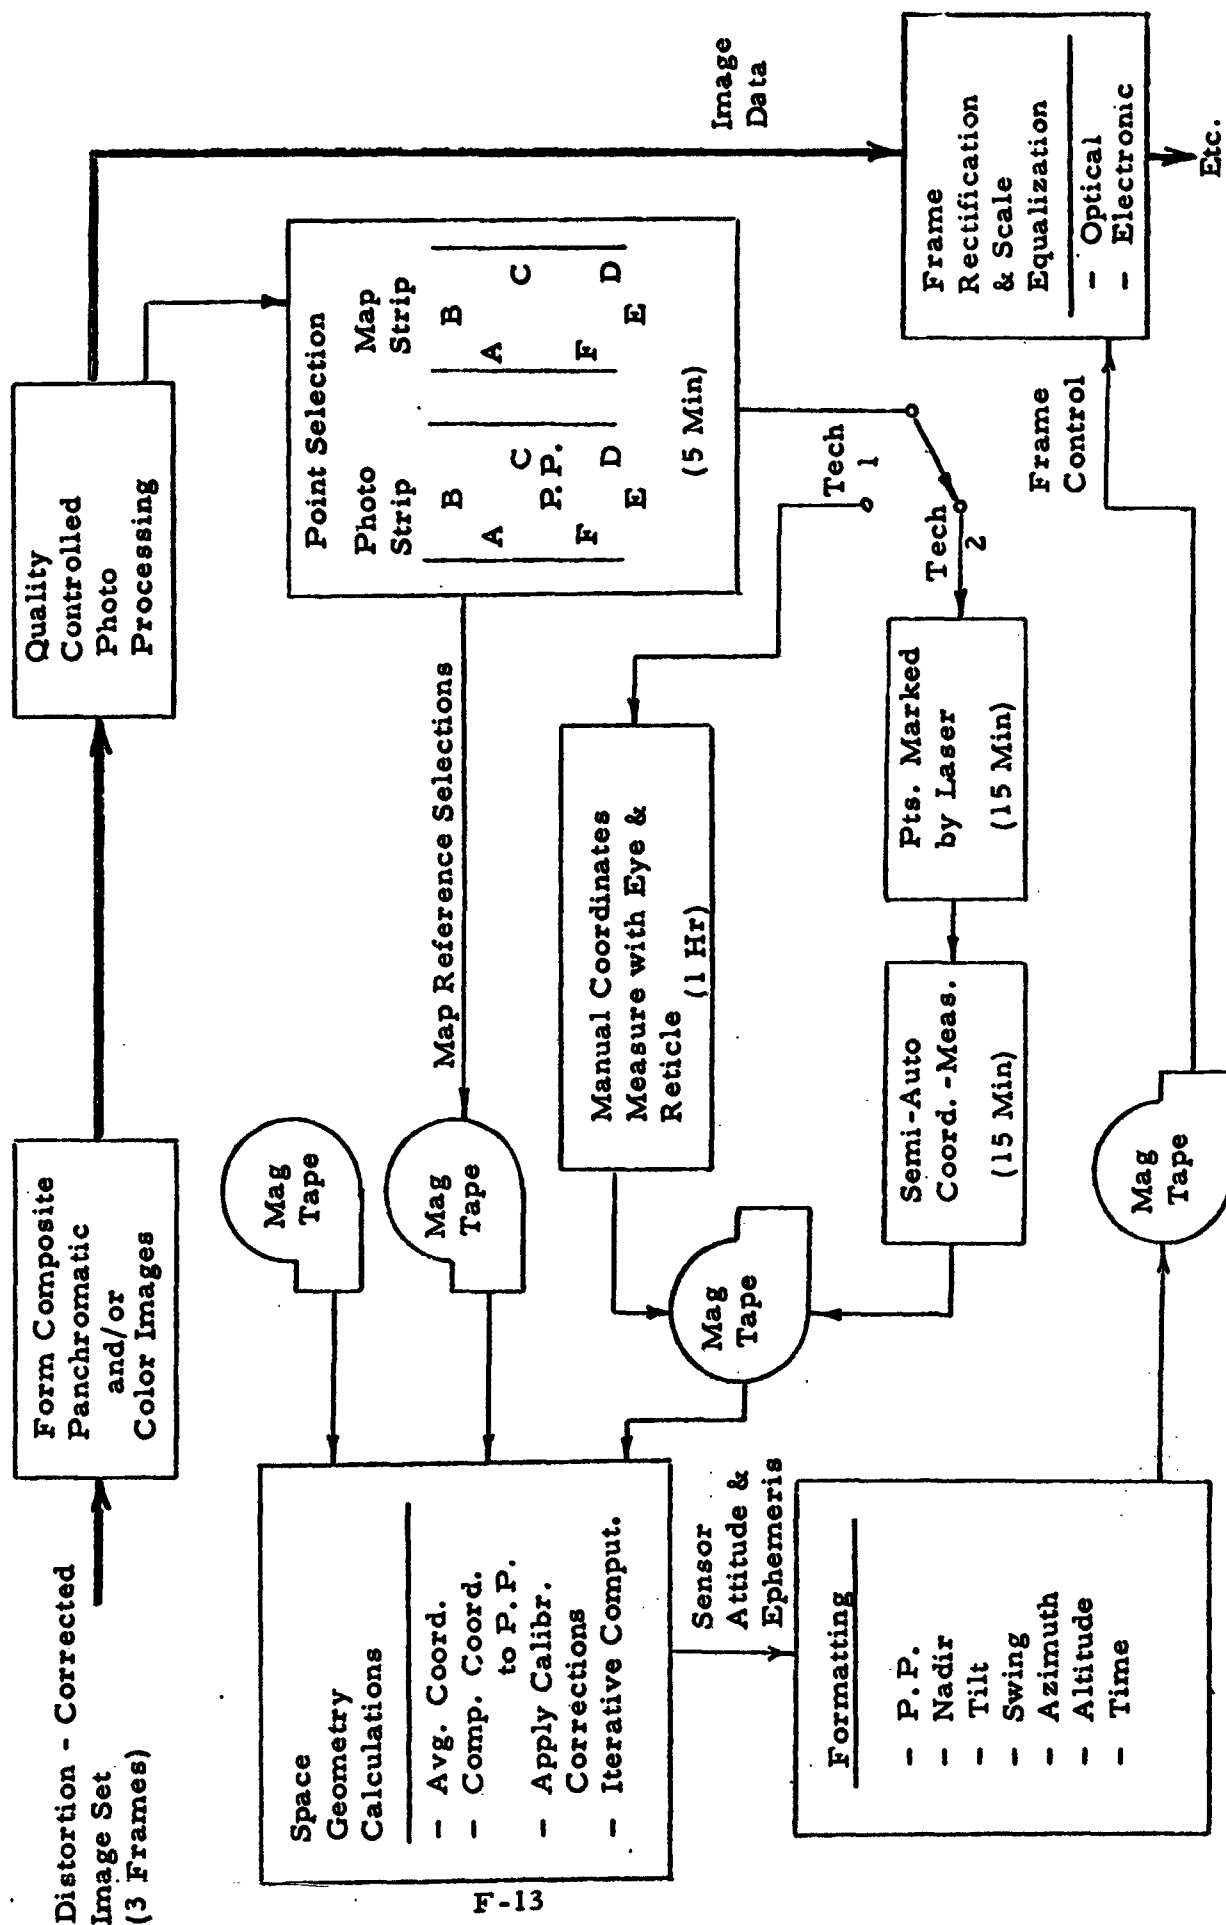 Distortion - Corrected
Image Set
(3 Frames)
Form Composite
Panchromatic
and/or
Color Images
Quality
Controlled
Photo
Processing
Image
Data
Mag
Tape
Mag
Tape
Map Reference Selections
Point Selection
Photo
Strip
Map
Strip
B
A
C
P.P.
F
D
E
B
A
C
F
D
E
(5 Min)
Space
Geometry
Calculations
- Avg. Coord.
- Comp. Coord.
to P.P.
- Apply Calibr.
Corrections
- Iterative Comput.
Manual Coordinates
Measure with Eye &
Reticle
(1 Hr)
Tech
1
Tech
2
Mag
Tape
Semi-Auto
Coord.-Meas.
(15 Min)
Pts. Marked
by Laser
(15 Min)
Sensor
Attitude &
Ephemeris
Formatting
- P.P.
- Nadir
- Tilt
- Swing
- Azimuth
- Altitude
- Time
Mag
Tape
Frame
Control
Frame
Rectification
& Scale
Equalization
- Optical
- Electronic
Etc.
F-13